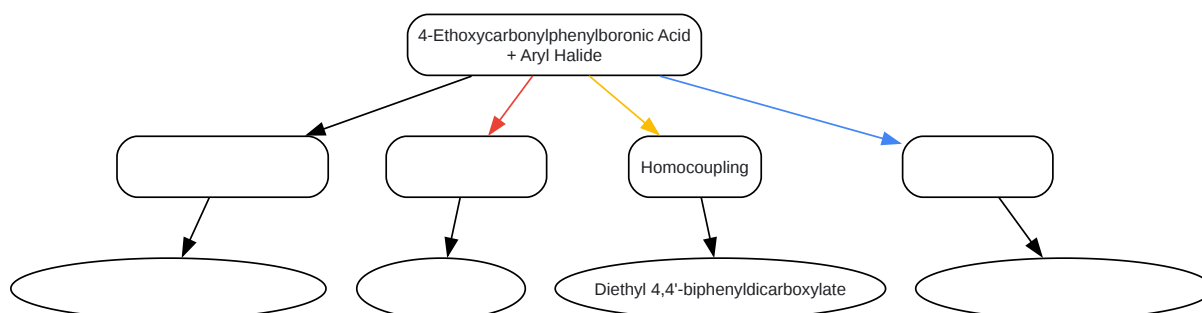 4-Ethoxycarbonylphenylboronic Acid
+ Aryl Halide
Homocoupling
Diethyl 4,4'-biphenyldicarboxylate